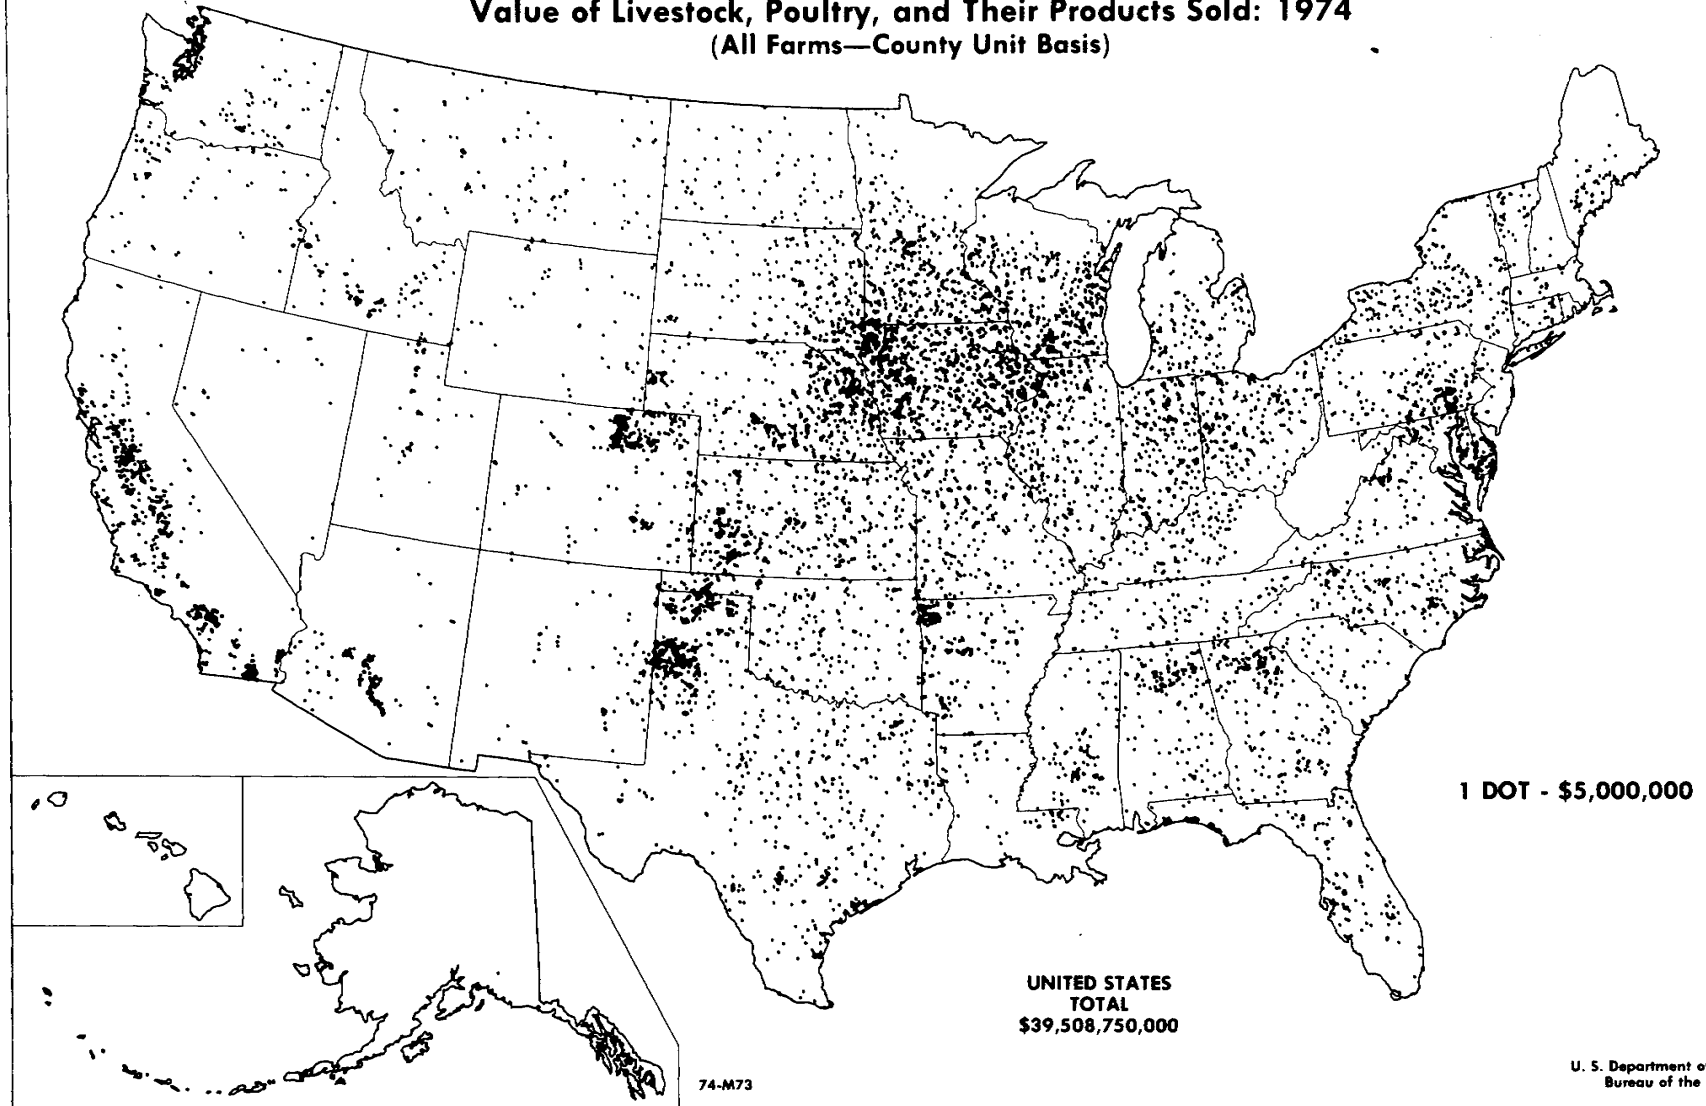 Value of Livestock, Poultry, and Their Products Sold: 1974
(All Farms—County Unit Basis)
1 DOT - $5,000,000
UNITED STATES
TOTAL
$39,508,750,000
74-M73
U. S. Department o
Bureau of the